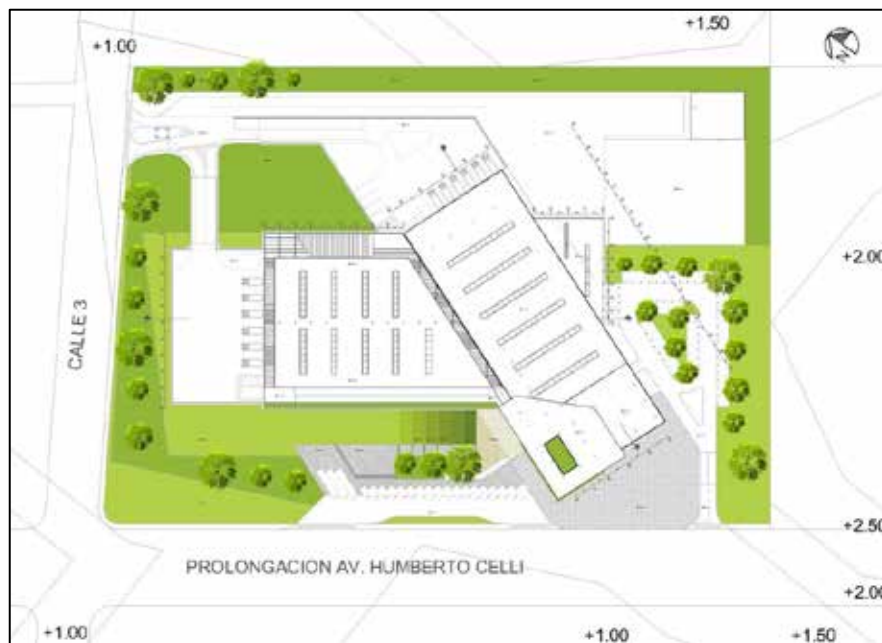 +1.50
+1.00
N
+2.00
CALLE 3
+2.50
PROLONGACION AV. HUMBERTO CELLI
+2.00
+1.00
+1.00
+1.50